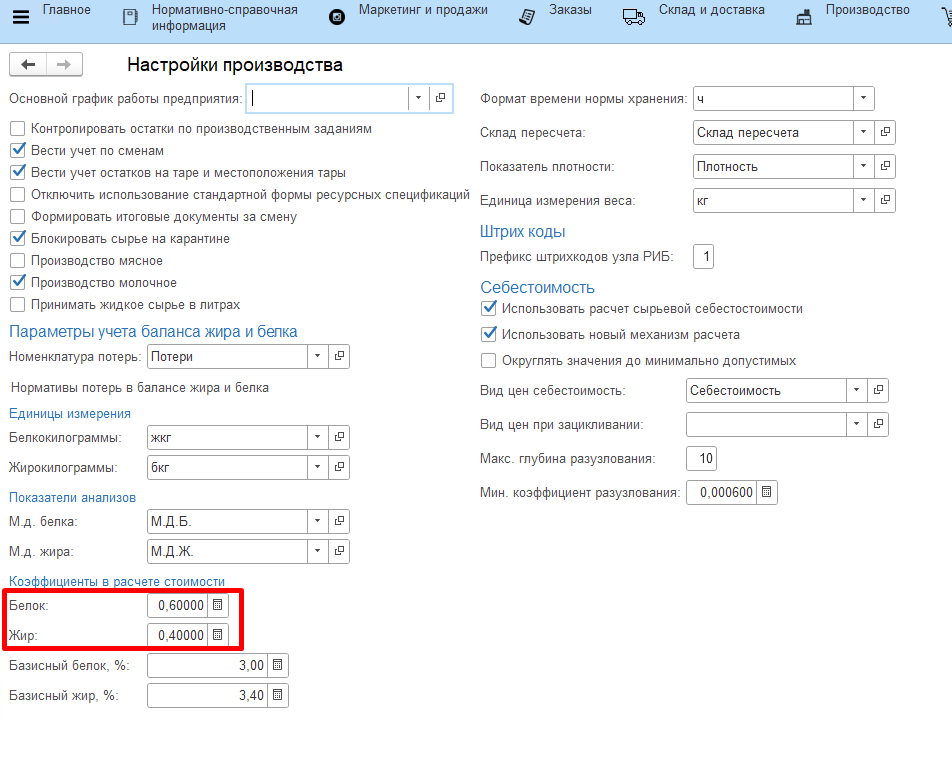 Главное
Нормативно-справочная
информация
Маркетинг и продажи
Заказы
Склад и доставка
Производство
Настройки производства
Основной график работы предприятия:
Контролировать остатки по производственным заданиям
Вести учет по сменам
Вести учет остатков на таре и местоположения тары
Отключить использование стандартной формы ресурсных спецификаций
Формировать итоговые документы за смену
Блокировать сырье на карантине
Производство мясное
Производство молочное
Принимать жидкое сырье в литрах
Параметры учета баланса жира и белка
Номенклатура потерь: Потери
Нормативы потерь в балансе жира и белка
Единицы измерения
Белокилограммы: жкг
Жирокилограммы: бкг
Показатели анализов
М.д. белка: М.Д.Б.
М.д. жира: М.Д.Ж.
Коэффициенты в расчете стоимости
Белок: 0,60000
Жир: 0,40000
Базисный белок, %: 3,00
Базисный жир, %: 3,40
Формат времени нормы хранения: ч
Склад пересчета: Склад пересчета
Показатель плотности: Плотность
Единица измерения веса: кг
Штрих коды
Префикс штрихкодов узла РИБ: 1
Себестоимость
Использовать расчет сырьевой себестостоимости
Использовать новый механизм расчета
Округлять значения до минимально допустимых
Вид цен себестоимость: Себестоимость
Вид цен при зацикливании:
Макс. глубина разузлования: 10
Мин. коэффициент разузлования: 0,000600